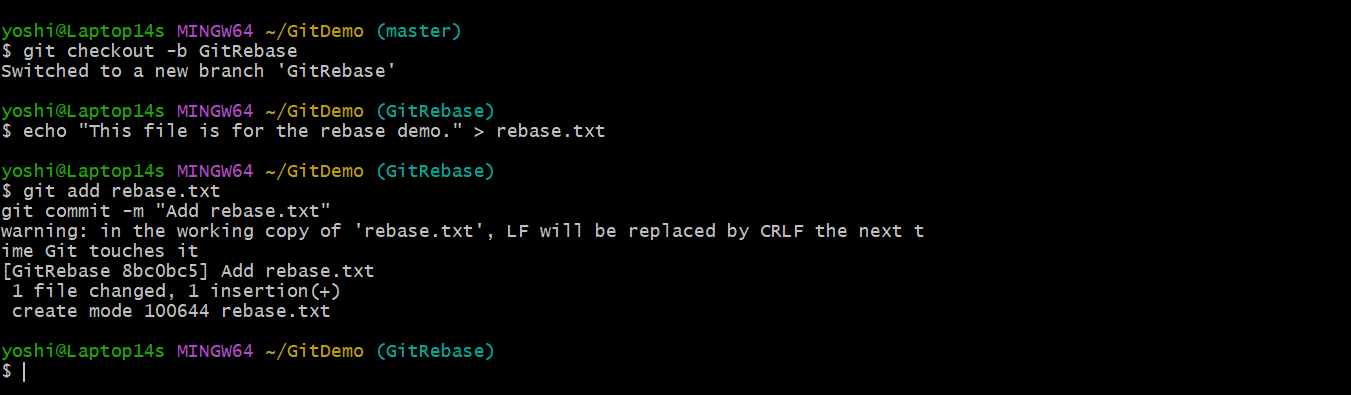 yoshi@Laptop14s MINGW64 ~/GitDemo (master)
$ git checkout -b GitRebase
Switched to a new branch 'GitRebase'
yoshi@Laptop14s MINGW64 ~/GitDemo (GitRebase)
$ echo "This file is for the rebase demo." > rebase.txt
yoshi@Laptop14s MINGW64 ~/GitDemo (GitRebase)
$ git add rebase.txt
git commit -m "Add rebase.txt"
warning: in the working copy of 'rebase.txt', LF will be replaced by CRLF the next t
ime Git touches it
[GitRebase 8bc0bc5] Add rebase.txt
 1 file changed, 1 insertion(+)
 create mode 100644 rebase.txt
yoshi@Laptop14s MINGW64 ~/GitDemo (GitRebase)
$